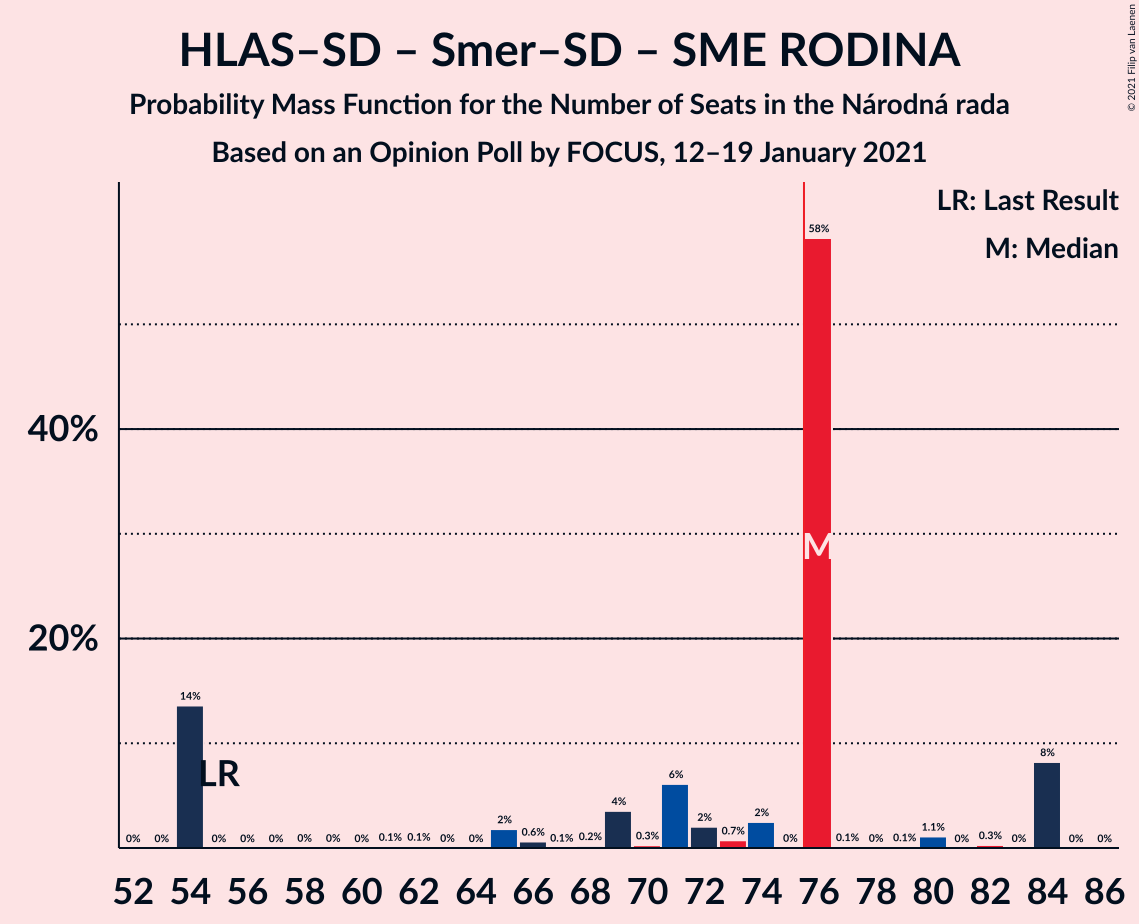 HLAS–SD – Smer–SD – SME RODINA
Probability Mass Function for the Number of Seats in the Národná rada
Based on an Opinion Poll by FOCUS, 12–19 January 2021
© 2021 Filip van Laenen
LR: Last Result
M: Median
40%
20%
0% 0% 14% 0% 0% 0% 0% 0% 0% 0.1% 0.1% 0% 0% 2% 0.6% 0.1% 0.2% 4% 0.3% 6% 2% 0.7% 2% 0% 58% 0.1% 0% 0.1% 1.1% 0% 0.3% 0% 8% 0% 0%
LR
M
52 54 56 58 60 62 64 66 68 70 72 74 76 78 80 82 84 86